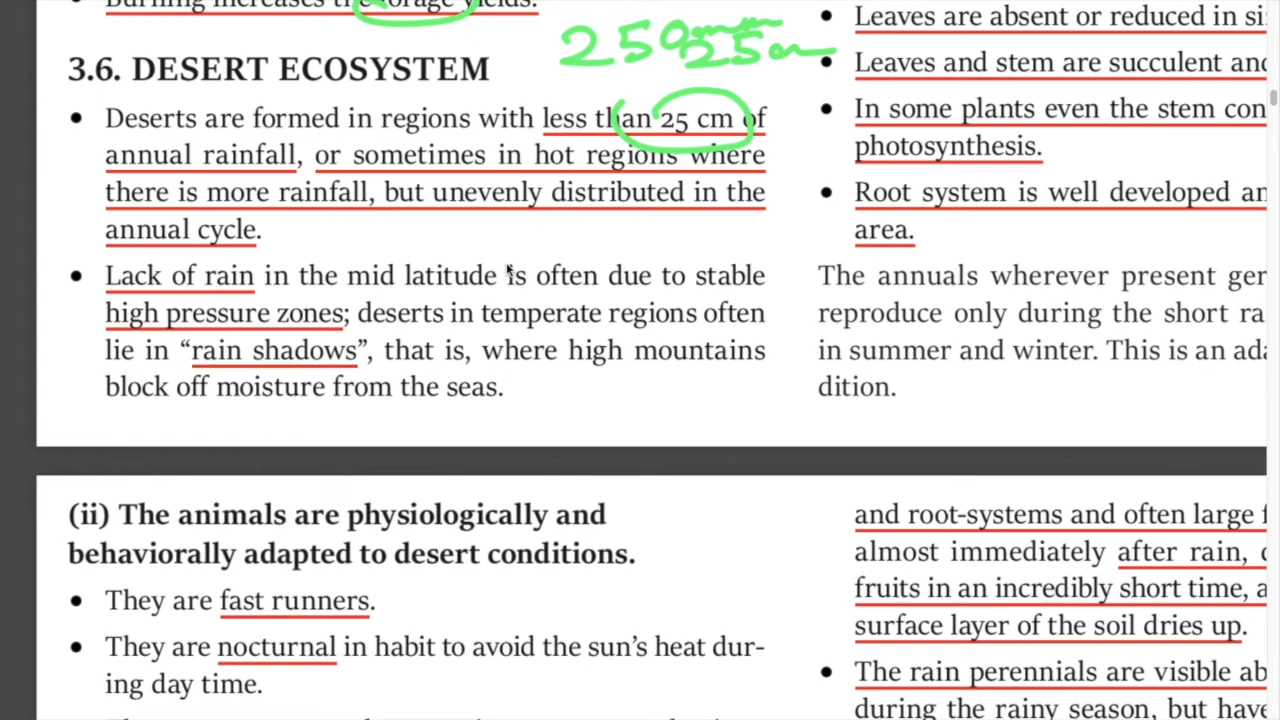 Burning increases the forage yields.
250mm
25cm
3.6. DESERT ECOSYSTEM
• Deserts are formed in regions with less than 25 cm of
annual rainfall, or sometimes in hot regions where
there is more rainfall, but unevenly distributed in the
annual cycle.
• Lack of rain in the mid latitude is often due to stable
high pressure zones; deserts in temperate regions often
lie in “rain shadows”, that is, where high mountains
block off moisture from the seas.
• Leaves are absent or reduced in
• Leaves and stem are succulent
• In some plants even the stem
photosynthesis.
• Root system is well developed
area.
The annuals wherever present
reproduce only during the short
in summer and winter. This is an
dition.
(ii) The animals are physiologically and
behaviorally adapted to desert conditions.
• They are fast runners.
• They are nocturnal in habit to avoid the sun’s heat dur-
ing day time.
and root-systems and often large
almost immediately after rain,
fruits in an incredibly short time,
surface layer of the soil dries up.
• The rain perennials are visible
during the rainy season, but have